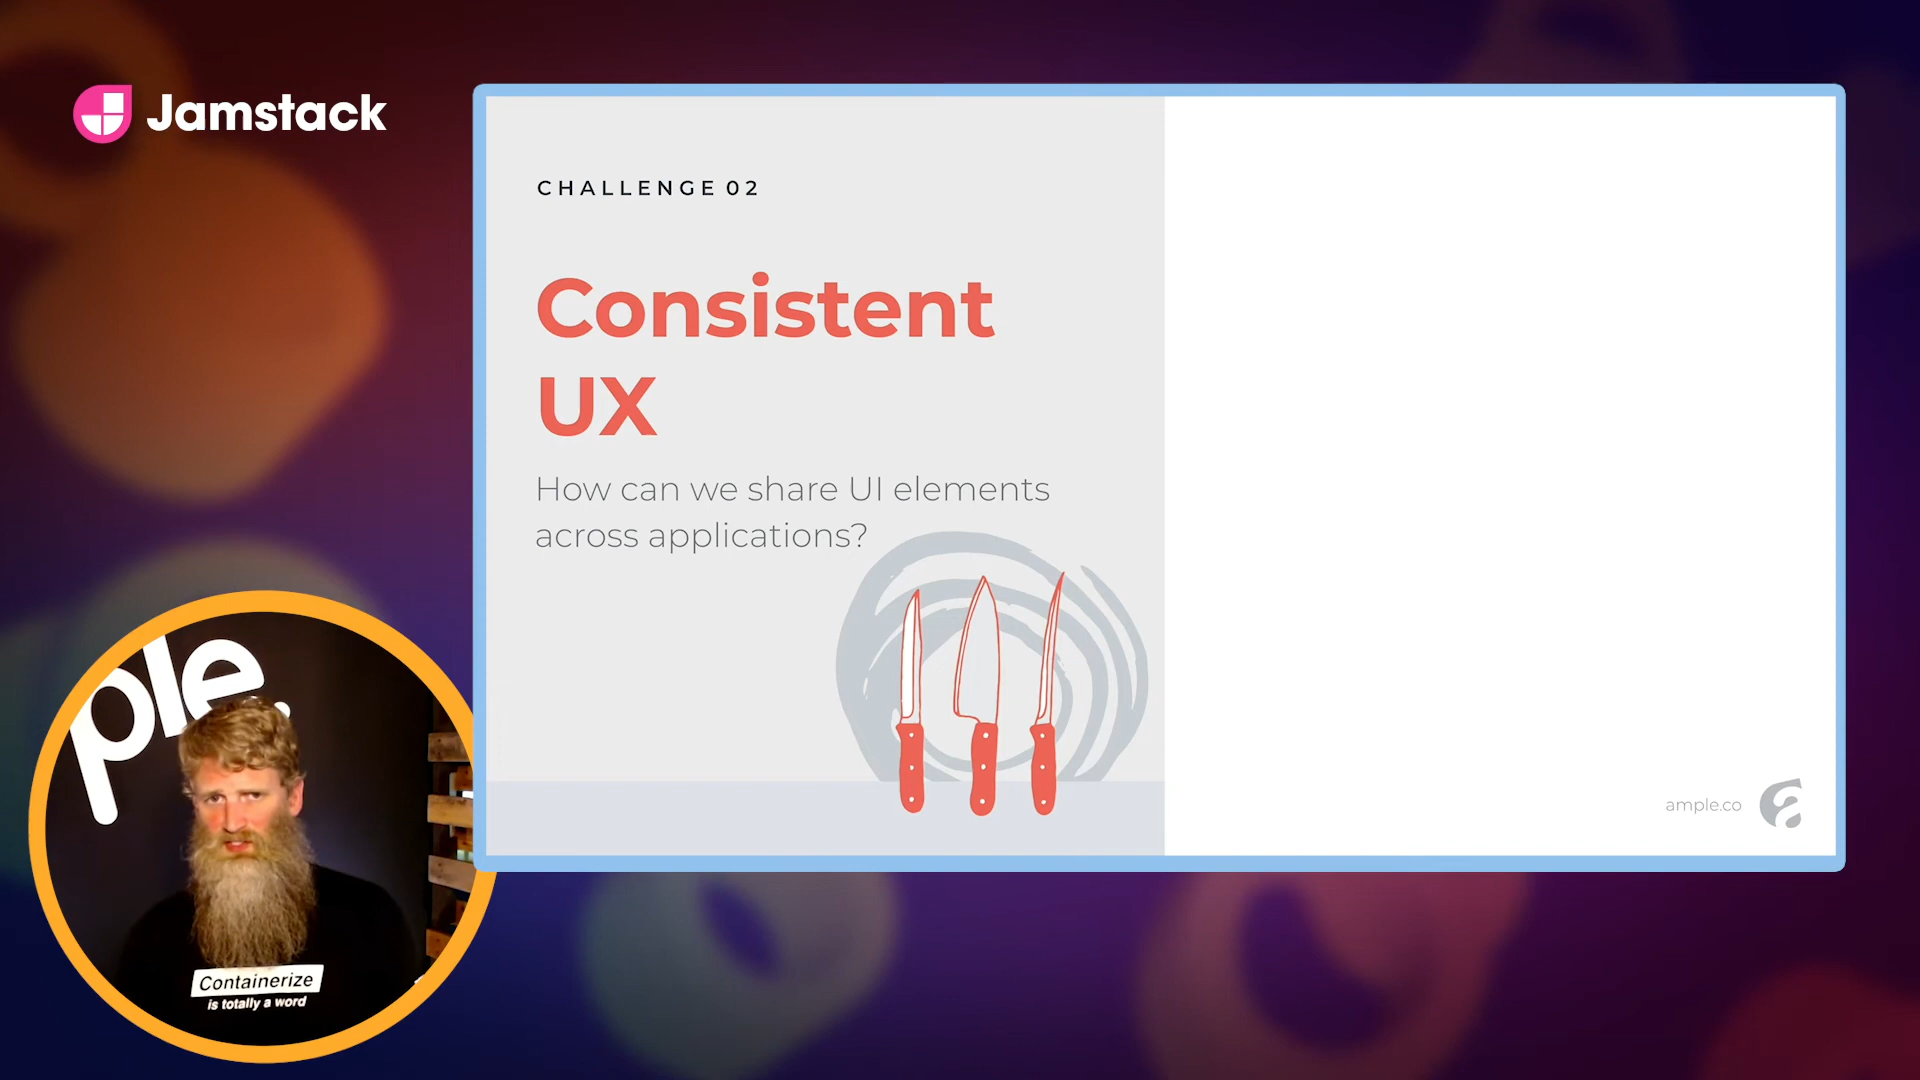 Jamstack
CHALLENGE 02
Consistent
UX
How can we share UI elements
across applications?
ample.co
ple.
Containerize
is totally a word